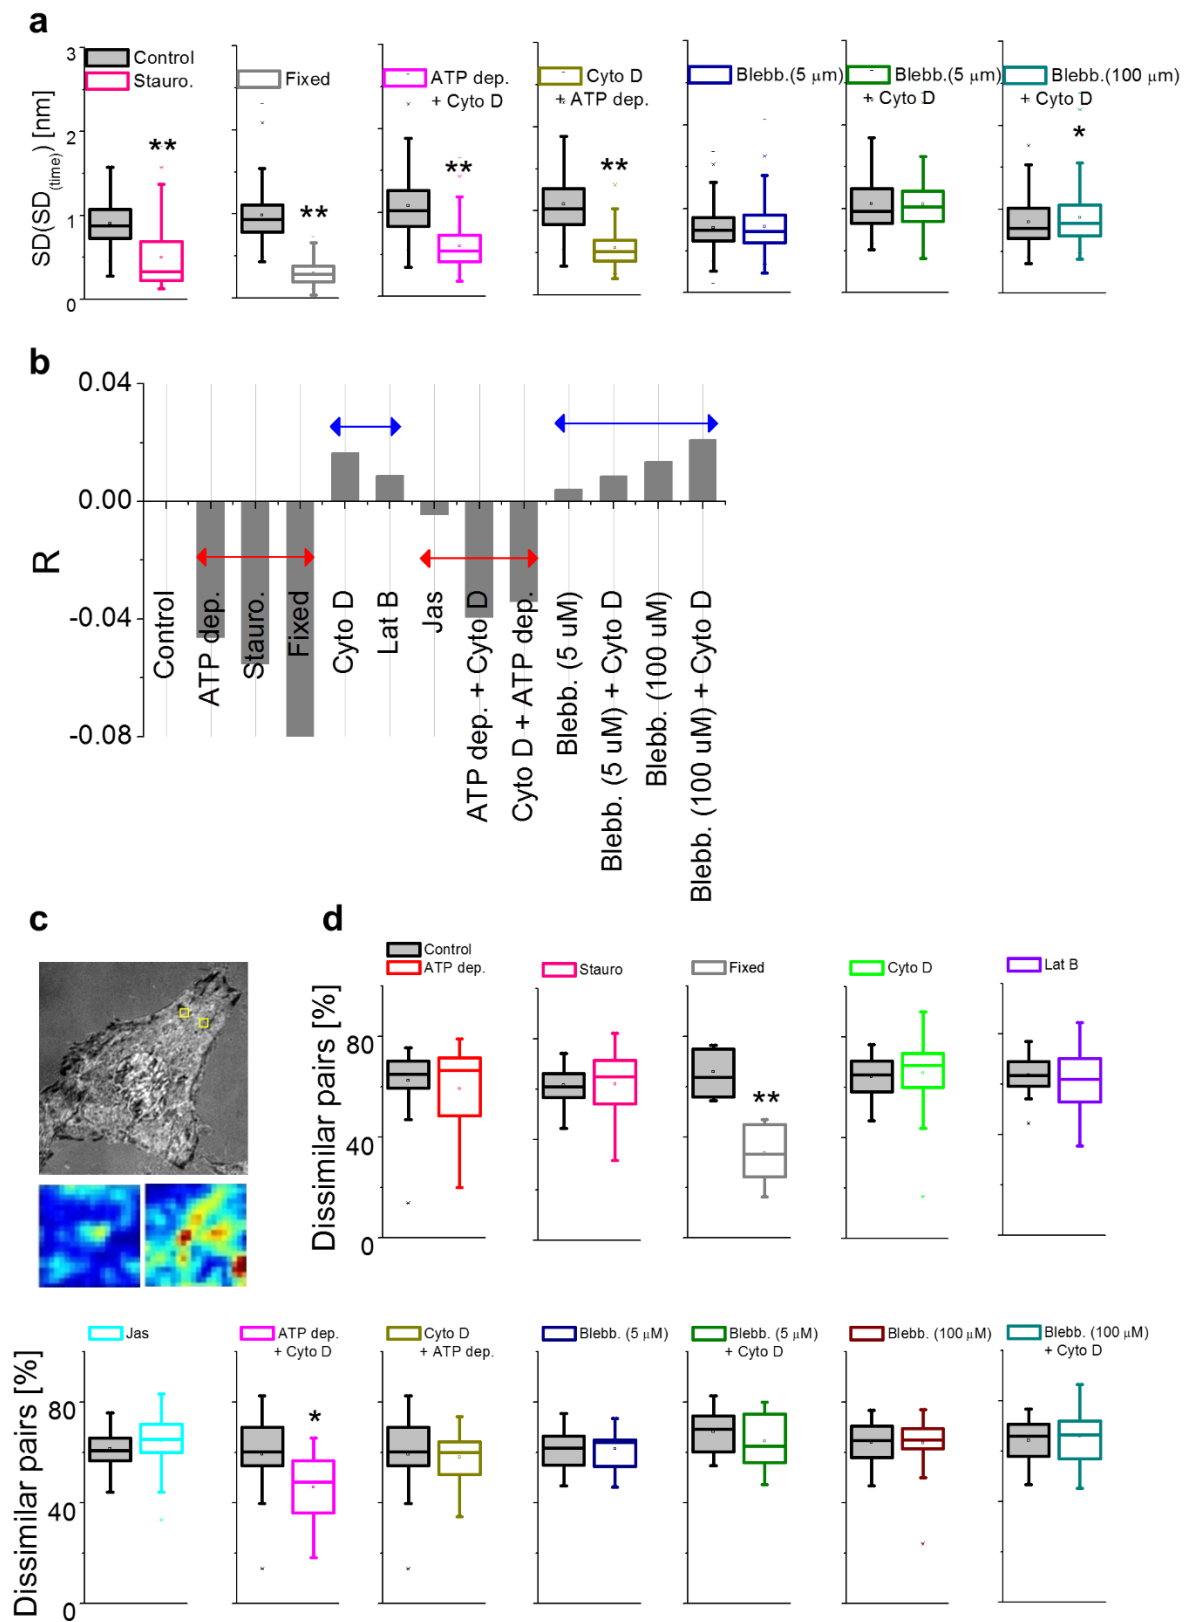 a
Control
Stauro.
Fixed
ATP dep.
+ Cyto D
Cyto D
+ ATP dep.
Blebb.(5 μm)
Blebb.(5 μm)
+ Cyto D
Blebb.(100 μm)
+ Cyto D
SD(SD(time)) [nm]
3
2
1
0
**
**
**
**
*
b
R
0.04
0.00
-0.04
-0.08
Control
ATP dep.
Stauro.
Fixed
Cyto D
Lat B
Jas
ATP dep. + Cyto D
Cyto D + ATP dep.
Blebb. (5 uM)
Blebb. (5 uM) + Cyto D
Blebb. (100 uM)
Blebb. (100 uM) + Cyto D
c
d
Control
ATP dep.
Stauro
Fixed
Cyto D
Lat B
Dissimilar pairs [%]
80
40
0
**
Jas
ATP dep.
+ Cyto D
Cyto D
+ ATP dep.
Blebb. (5 μM)
Blebb. (5 μM)
+ Cyto D
Blebb. (100 μM)
Blebb. (100 μM)
+ Cyto D
Dissimilar pairs [%]
80
40
0
*